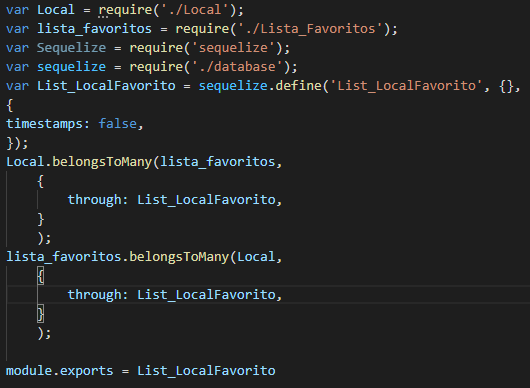 var Local = require('./Local');
var lista_favoritos = require('./Lista_Favoritos');
var Sequelize = require('sequelize');
var sequelize = require('./database');
var List_LocalFavorito = sequelize.define('List_LocalFavorito', {},
{
timestamps: false,
});
Local.belongsToMany(lista_favoritos,
{
through: List_LocalFavorito,
}
);
lista_favoritos.belongsToMany(Local,
{
through: List_LocalFavorito,
}
);
module.exports = List_LocalFavorito